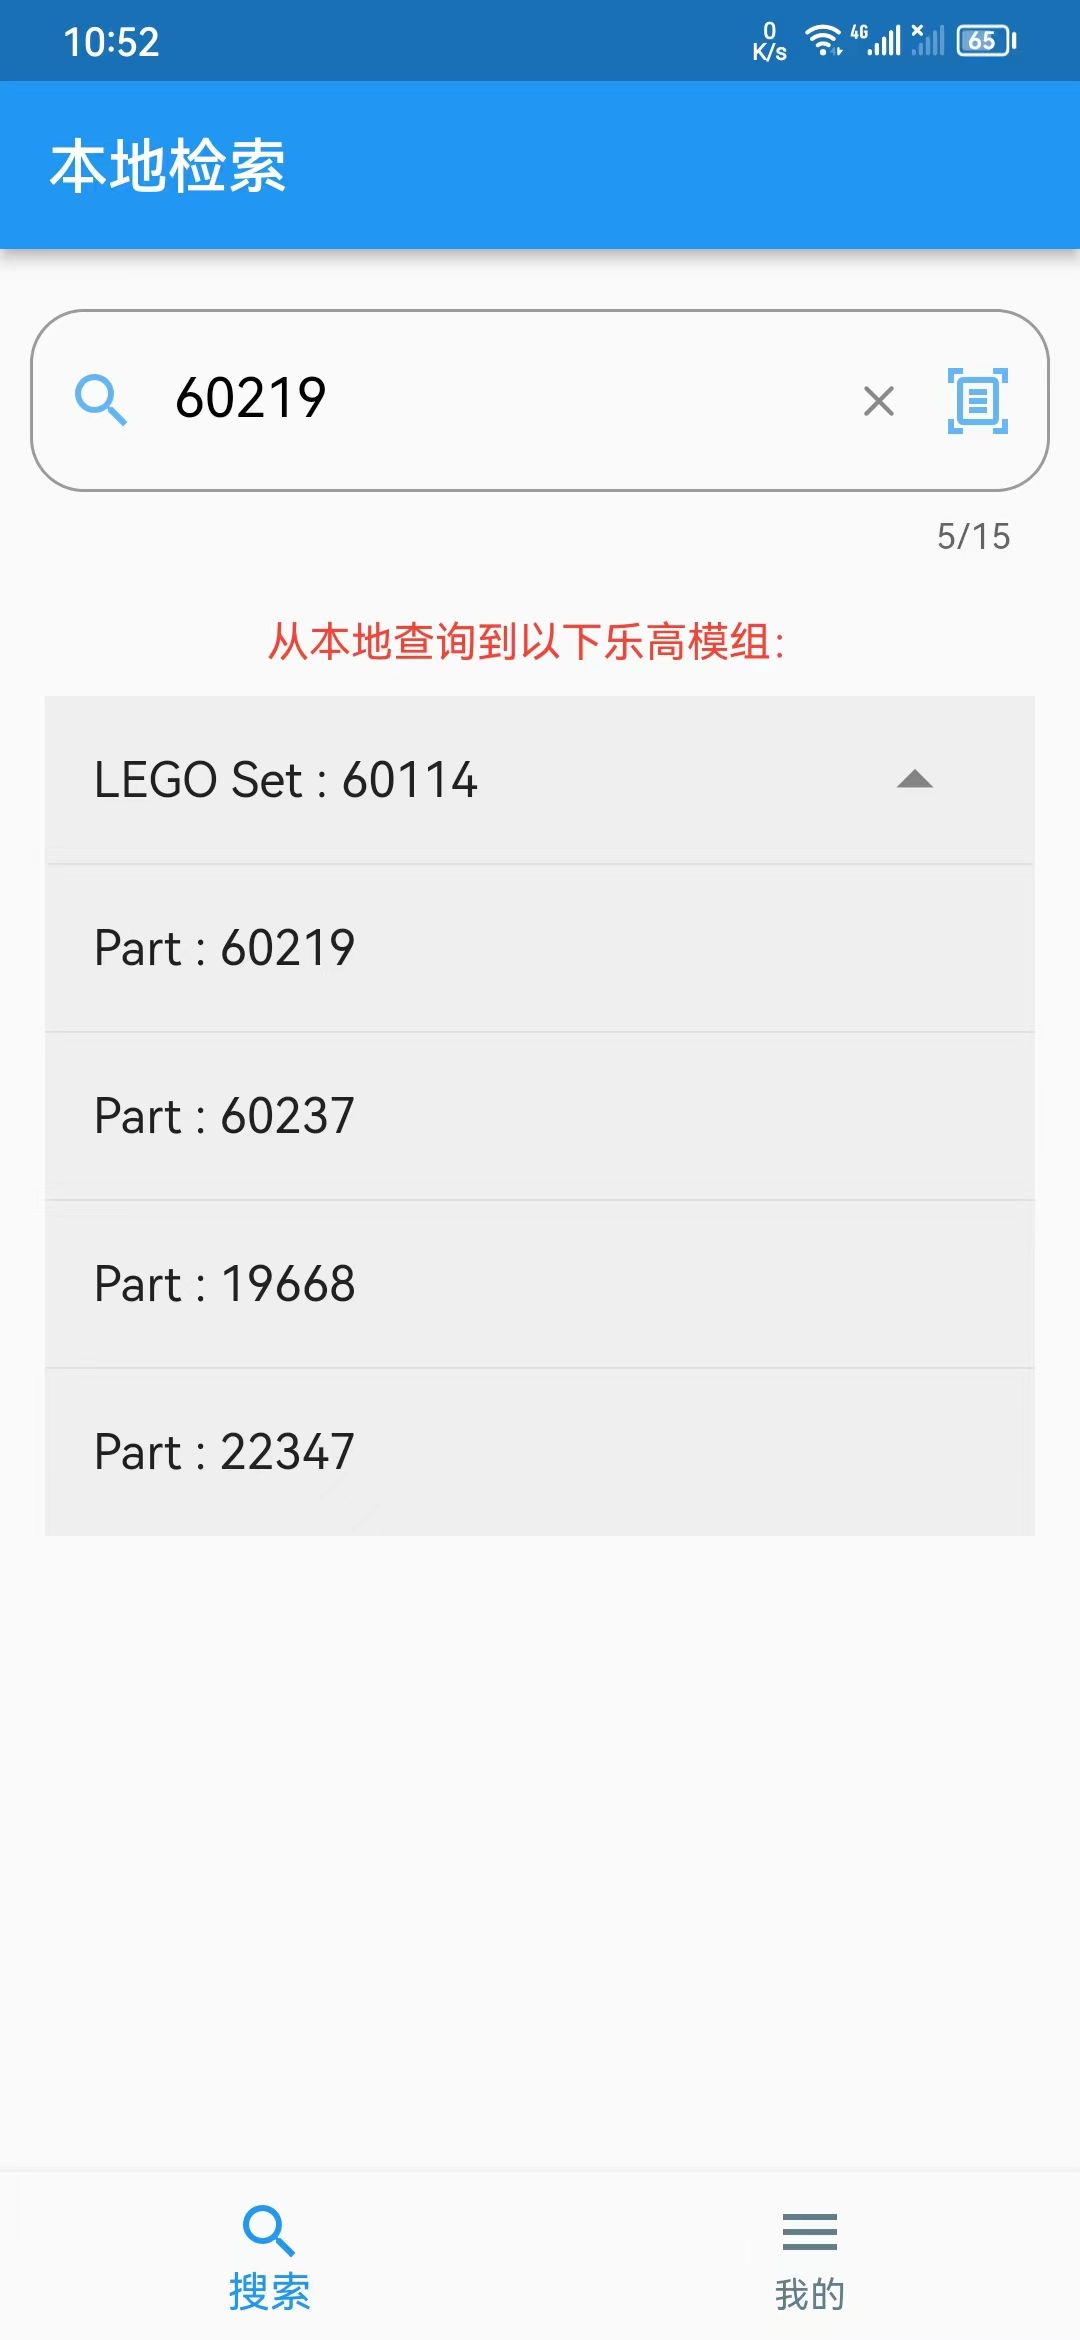 10:52
0
K/s
4G
65
本地检索
60219
5/15
从本地查询到以下乐高模组：
LEGO Set : 60114
Part : 60219
Part : 60237
Part : 19668
Part : 22347
搜索
我的